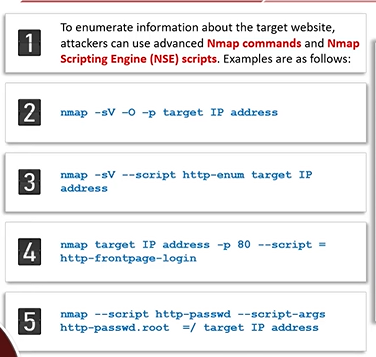 1
To enumerate information about the target website,
attackers can use advanced Nmap commands and Nmap
Scripting Engine (NSE) scripts. Examples are as follows:
2
nmap -sV –O –p target IP address
3
nmap -sV --script http-enum target IP
address
4
nmap target IP address -p 80 --script =
http-frontpage-login
5
nmap --script http-passwd --script-args
http-passwd.root =/ target IP address